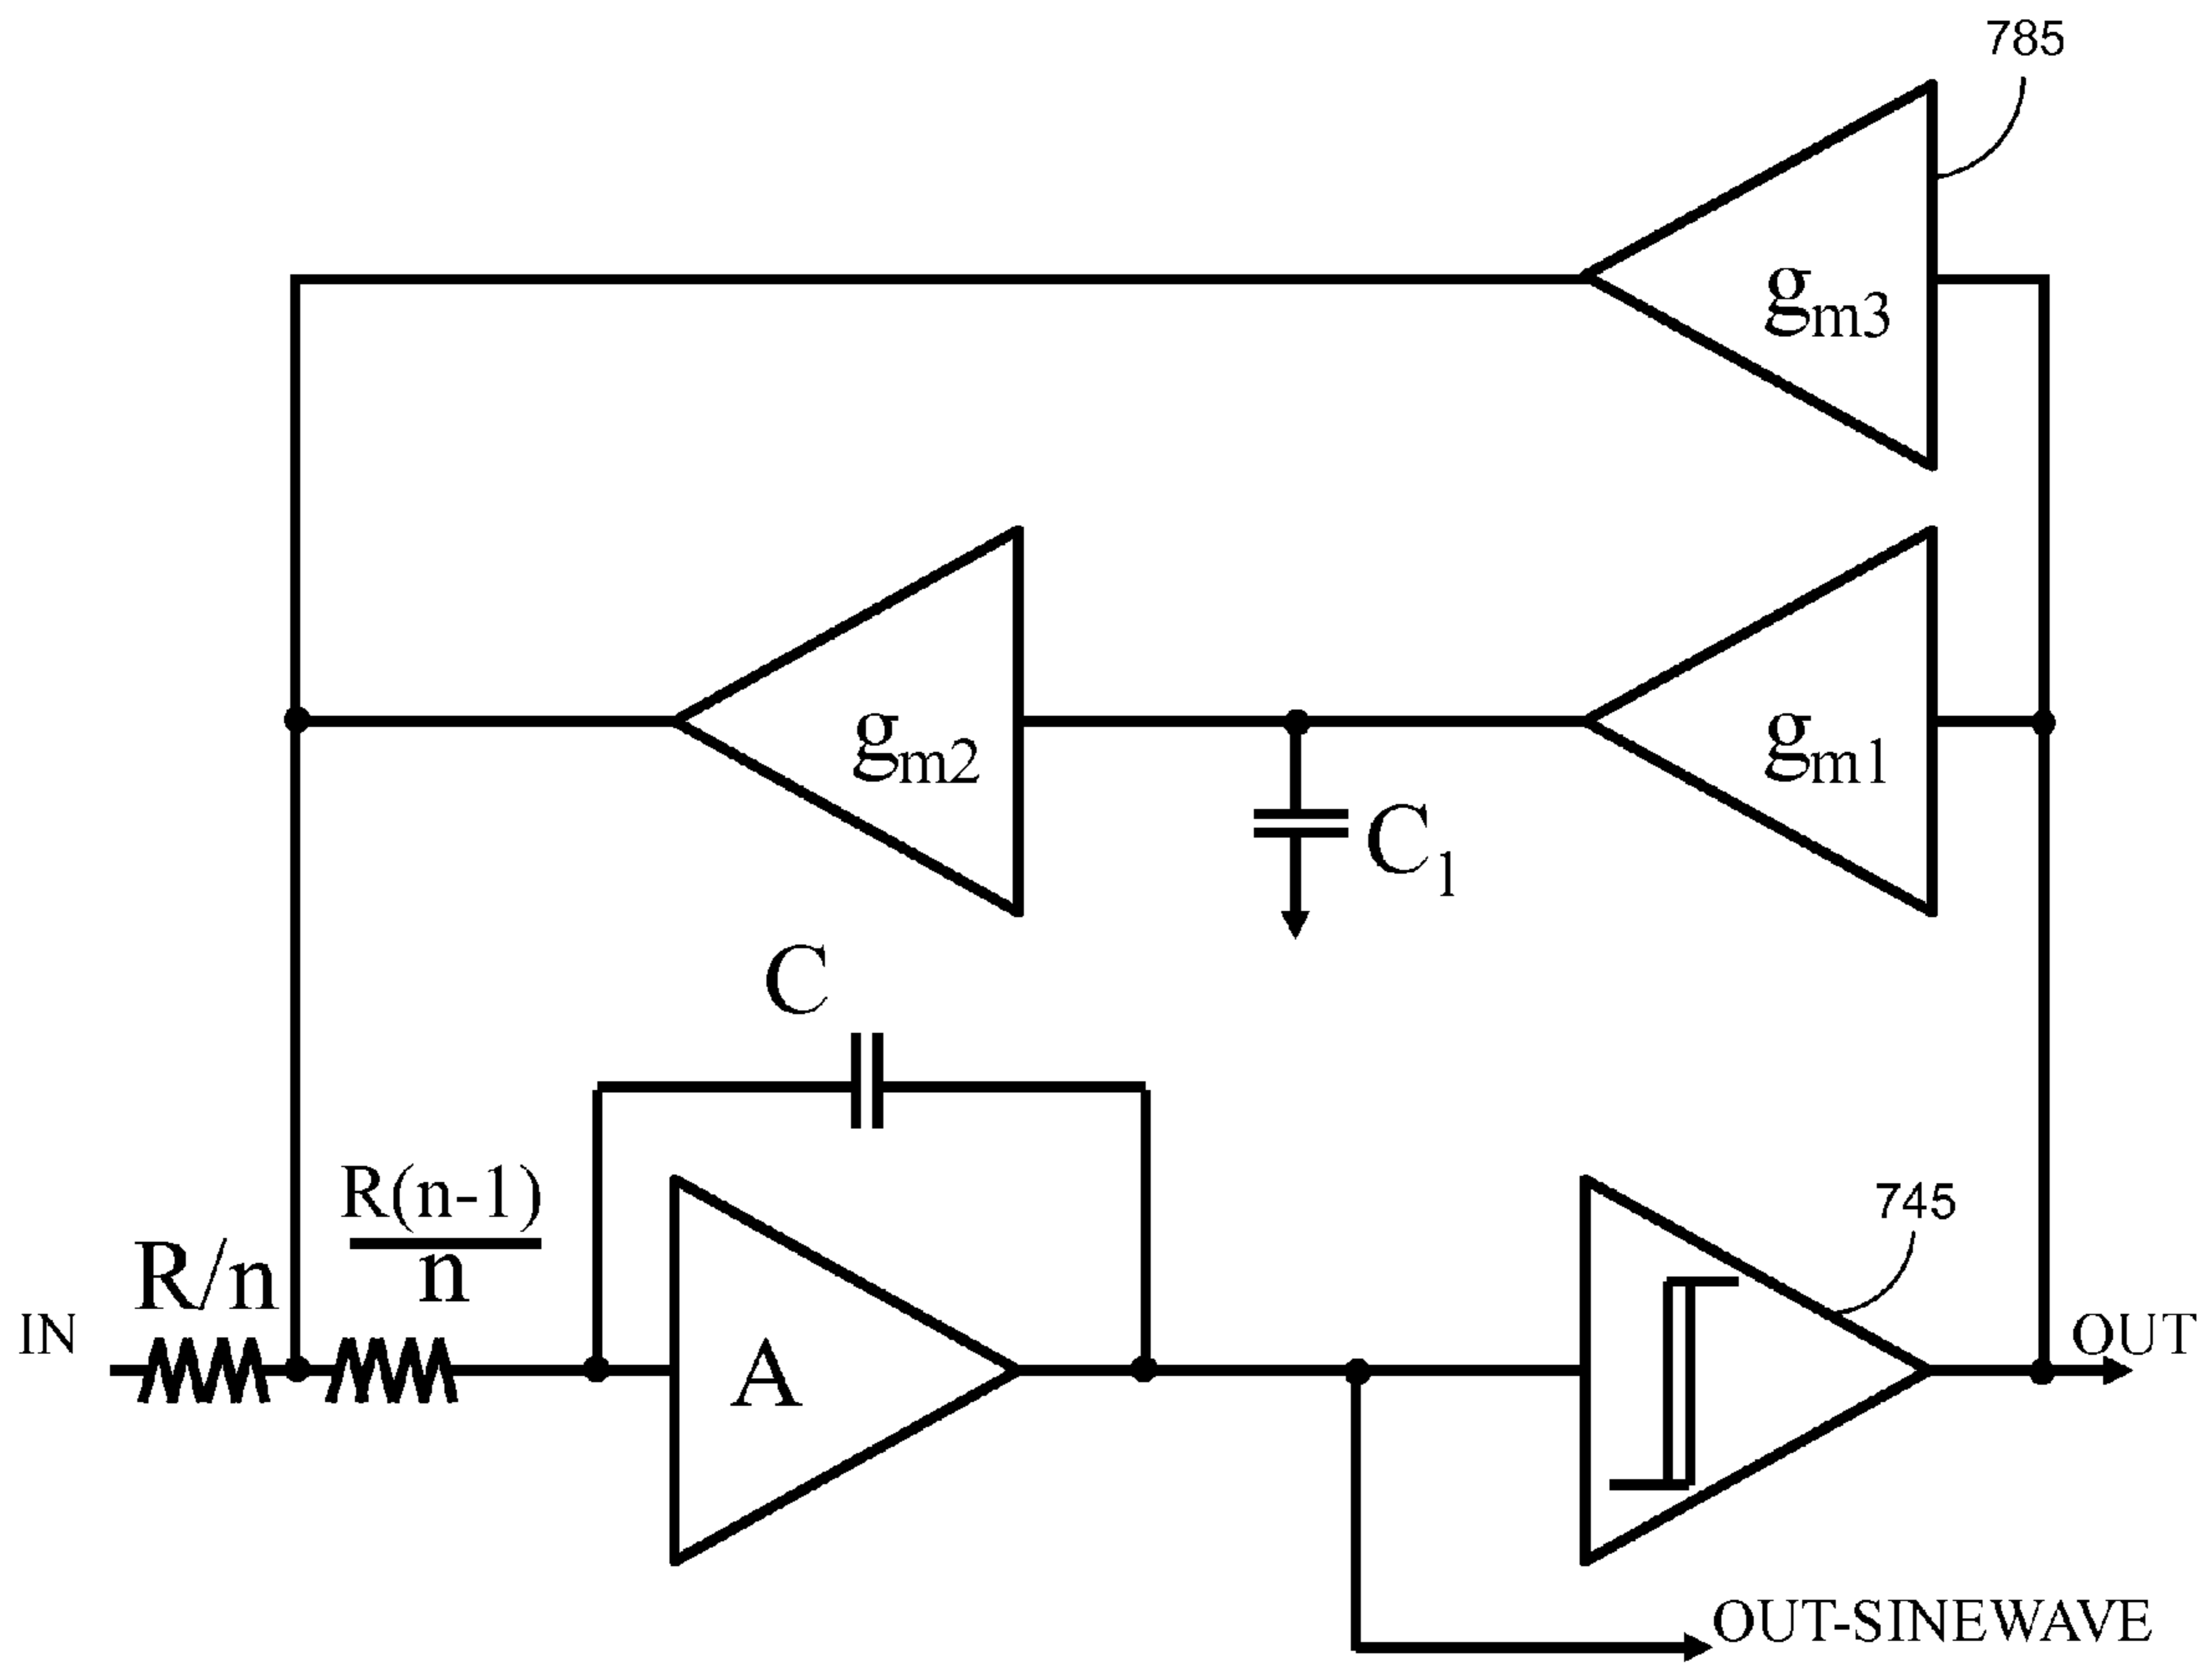 785
gm3
gm2
gm1
C1
C
R(n-1)
n
R/n
745
IN
A
OUT
OUT-SINEWAVE